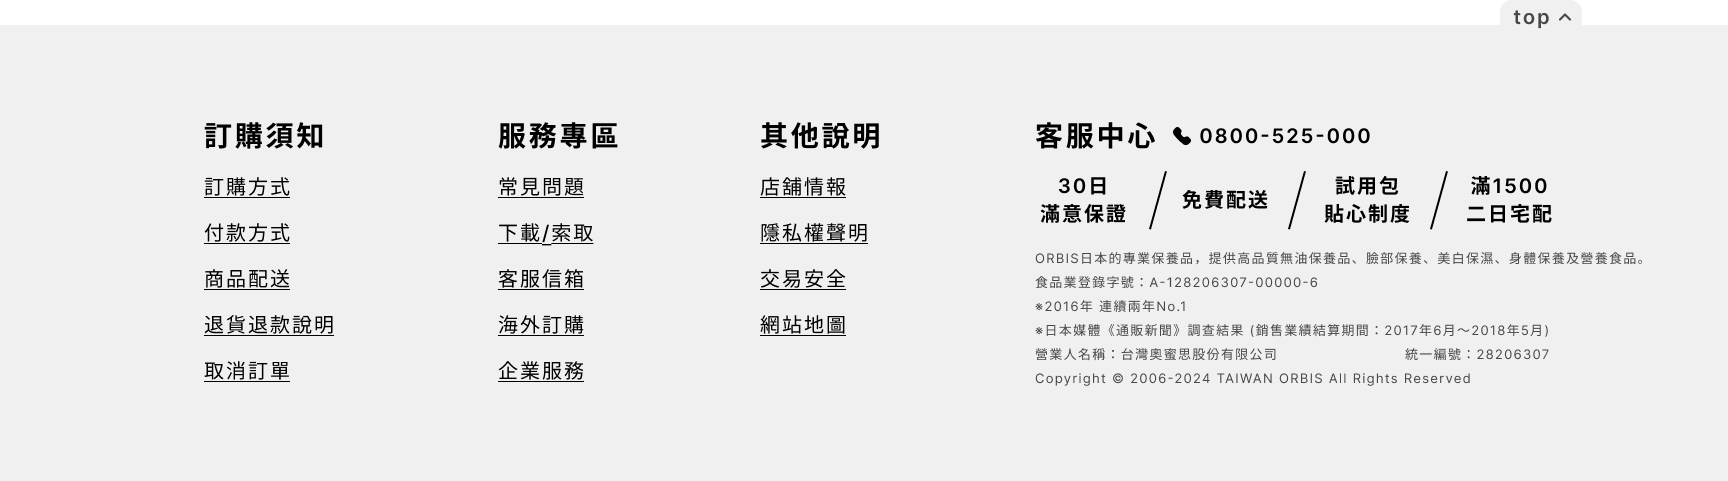 top
訂購須知
訂購方式
付款方式
商品配送
退貨退款說明
取消訂單
服務專區
常見問題
下載/索取
客服信箱
海外訂購
企業服務
其他說明
店舖情報
隱私權聲明
交易安全
網站地圖
客服中心 0800-525-000
30日
滿意保證
免費配送
試用包
貼心制度
滿1500
二日宅配
ORBIS日本的專業保養品，提供高品質無油保養品、臉部保養、美白保濕、身體保養及營養食品。
食品業登錄字號：A-128206307-00000-6
※2016年 連續兩年No.1
※日本媒體《通販新聞》調查結果 (銷售業績結算期間：2017年6月～2018年5月)
營業人名稱：台灣奧蜜思股份有限公司 統一編號：28206307
Copyright © 2006-2024 TAIWAN ORBIS All Rights Reserved